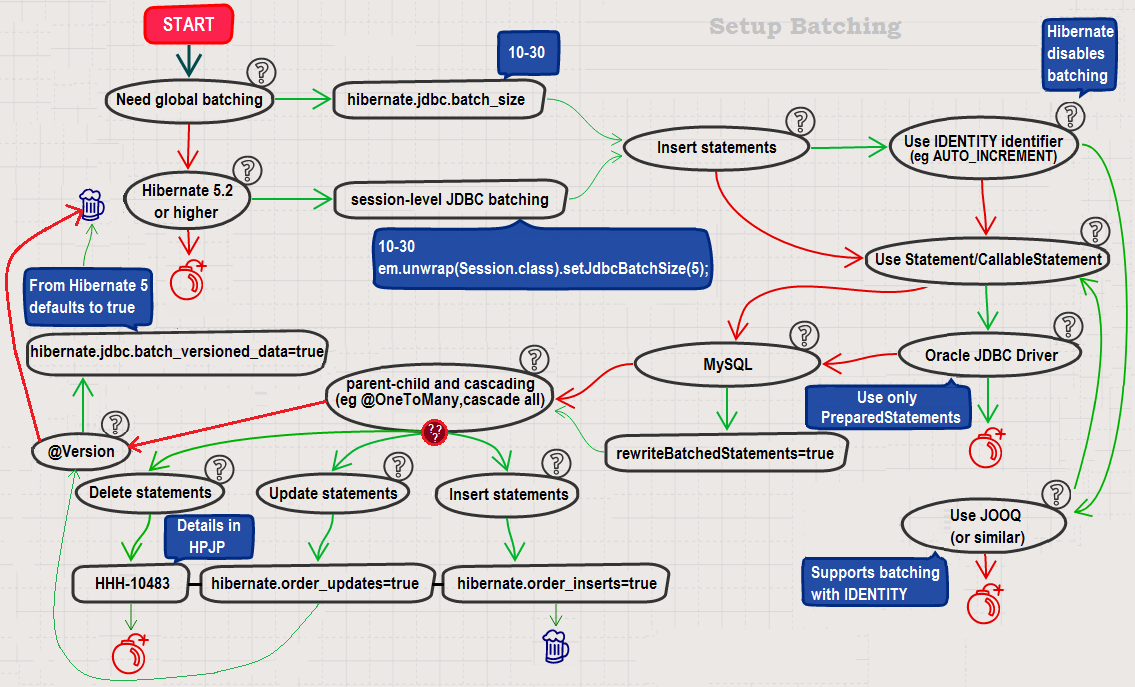 START
Setup Batching
Hibernate
disables
batching
10-30
?
Need global batching
hibernate.jdbc.batch_size
?
Insert statements
?
Use IDENTITY identifier
(eg AUTO_INCREMENT)
?
Hibernate 5.2
or higher
session-level JDBC batching
10-30
em.unwrap(Session.class).setJdbcBatchSize(5);
?
Use Statement/CallableStatement
From Hibernate 5
defaults to true
hibernate.jdbc.batch_versioned_data=true
?
MySQL
?
Oracle JDBC Driver
Use only
PreparedStatements
?
parent-child and cascading
(eg @OneToMany,cascade all)
??
?
rewriteBatchedStatements=true
?
@Version
?
Delete statements
?
Update statements
?
Insert statements
?
Use JOOQ
(or similar)
Details in
HPJP
HHH-10483
hibernate.order_updates=true
hibernate.order_inserts=true
Supports batching
with IDENTITY